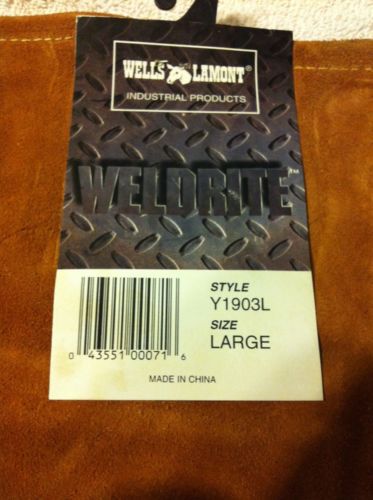 WELLS LAMONT®
INDUSTRIAL PRODUCTS
WELDRITE™
STYLE
Y1903L
SIZE
LARGE
0 43551 00071 6
MADE IN CHINA